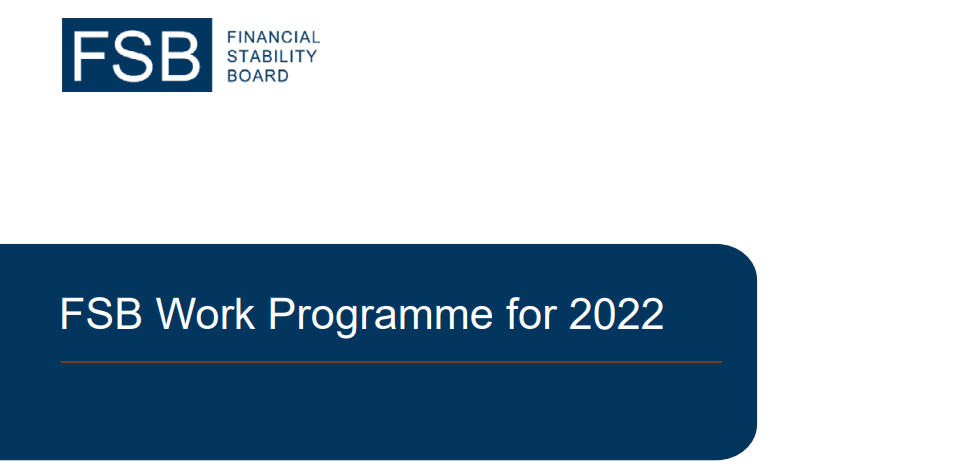 FSB
FINANCIAL
STABILITY
BOARD
FSB Work Programme for 2022